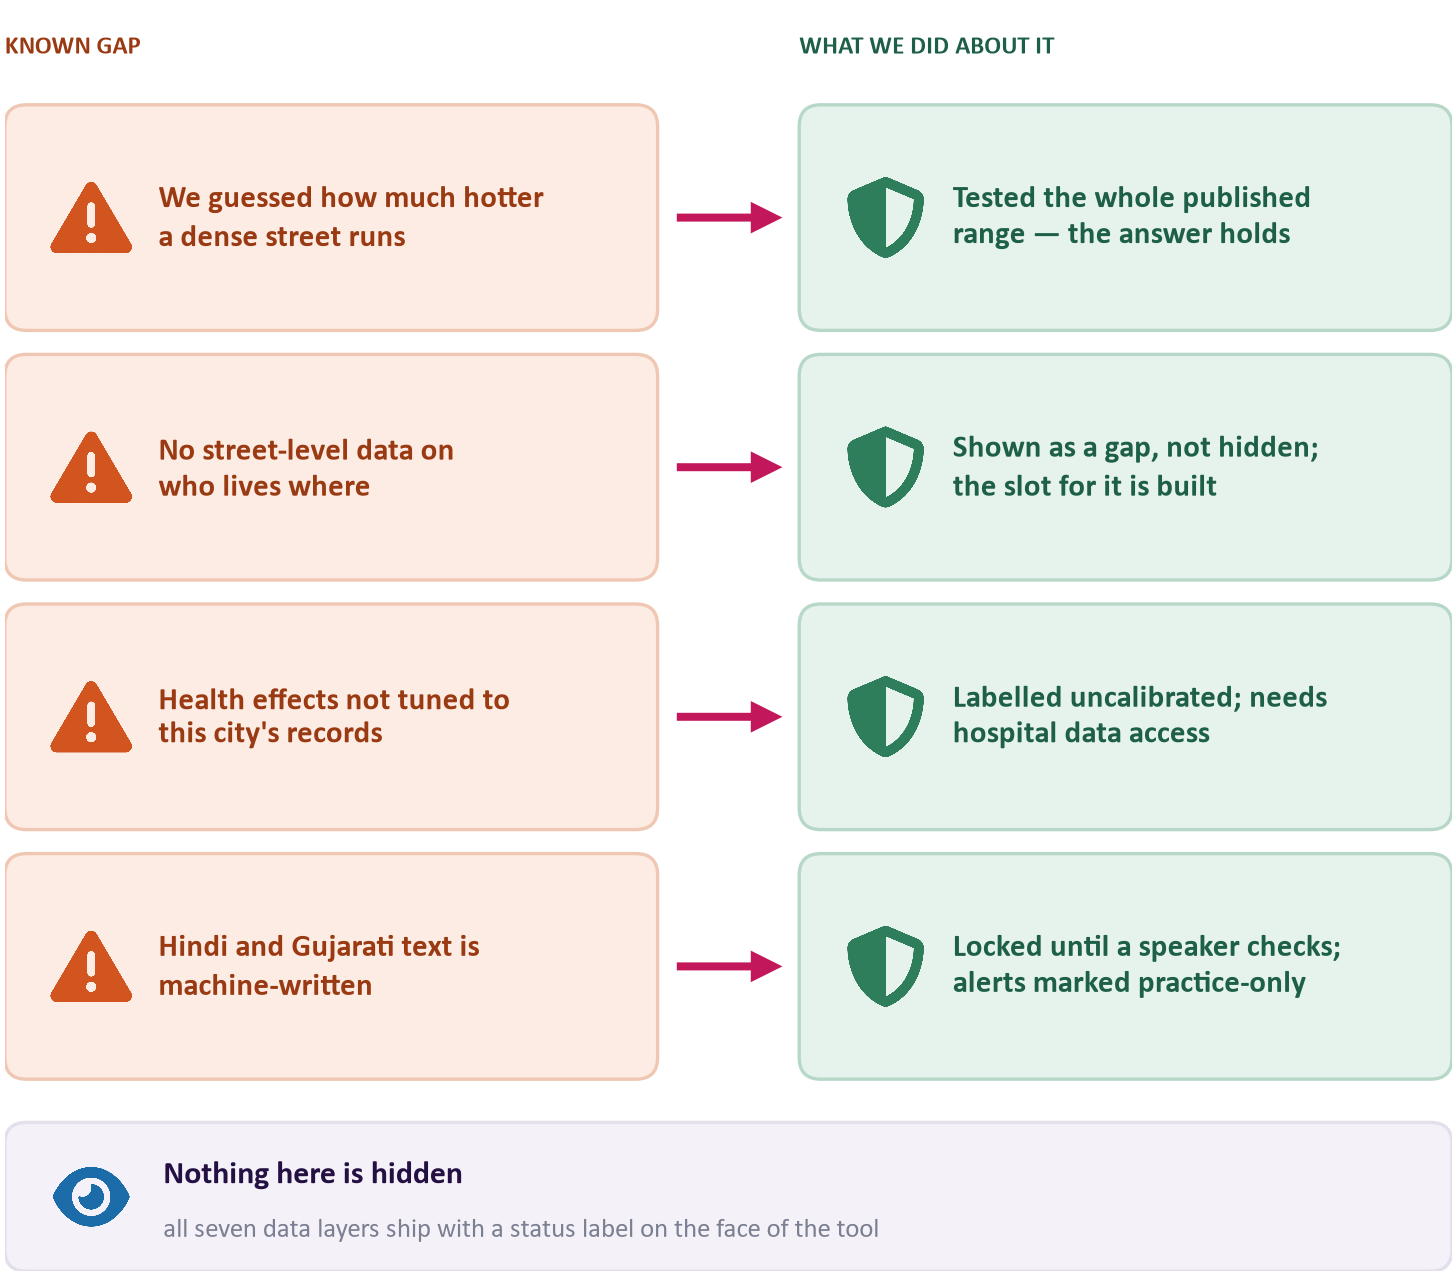 KNOWN GAP
WHAT WE DID ABOUT IT
We guessed how much hotter
a dense street runs
Tested the whole published
range — the answer holds
No street-level data on
who lives where
Shown as a gap, not hidden;
the slot for it is built
Health effects not tuned to
this city's records
Labelled uncalibrated; needs
hospital data access
Hindi and Gujarati text is
machine-written
Locked until a speaker checks;
alerts marked practice-only
Nothing here is hidden
all seven data layers ship with a status label on the face of the tool